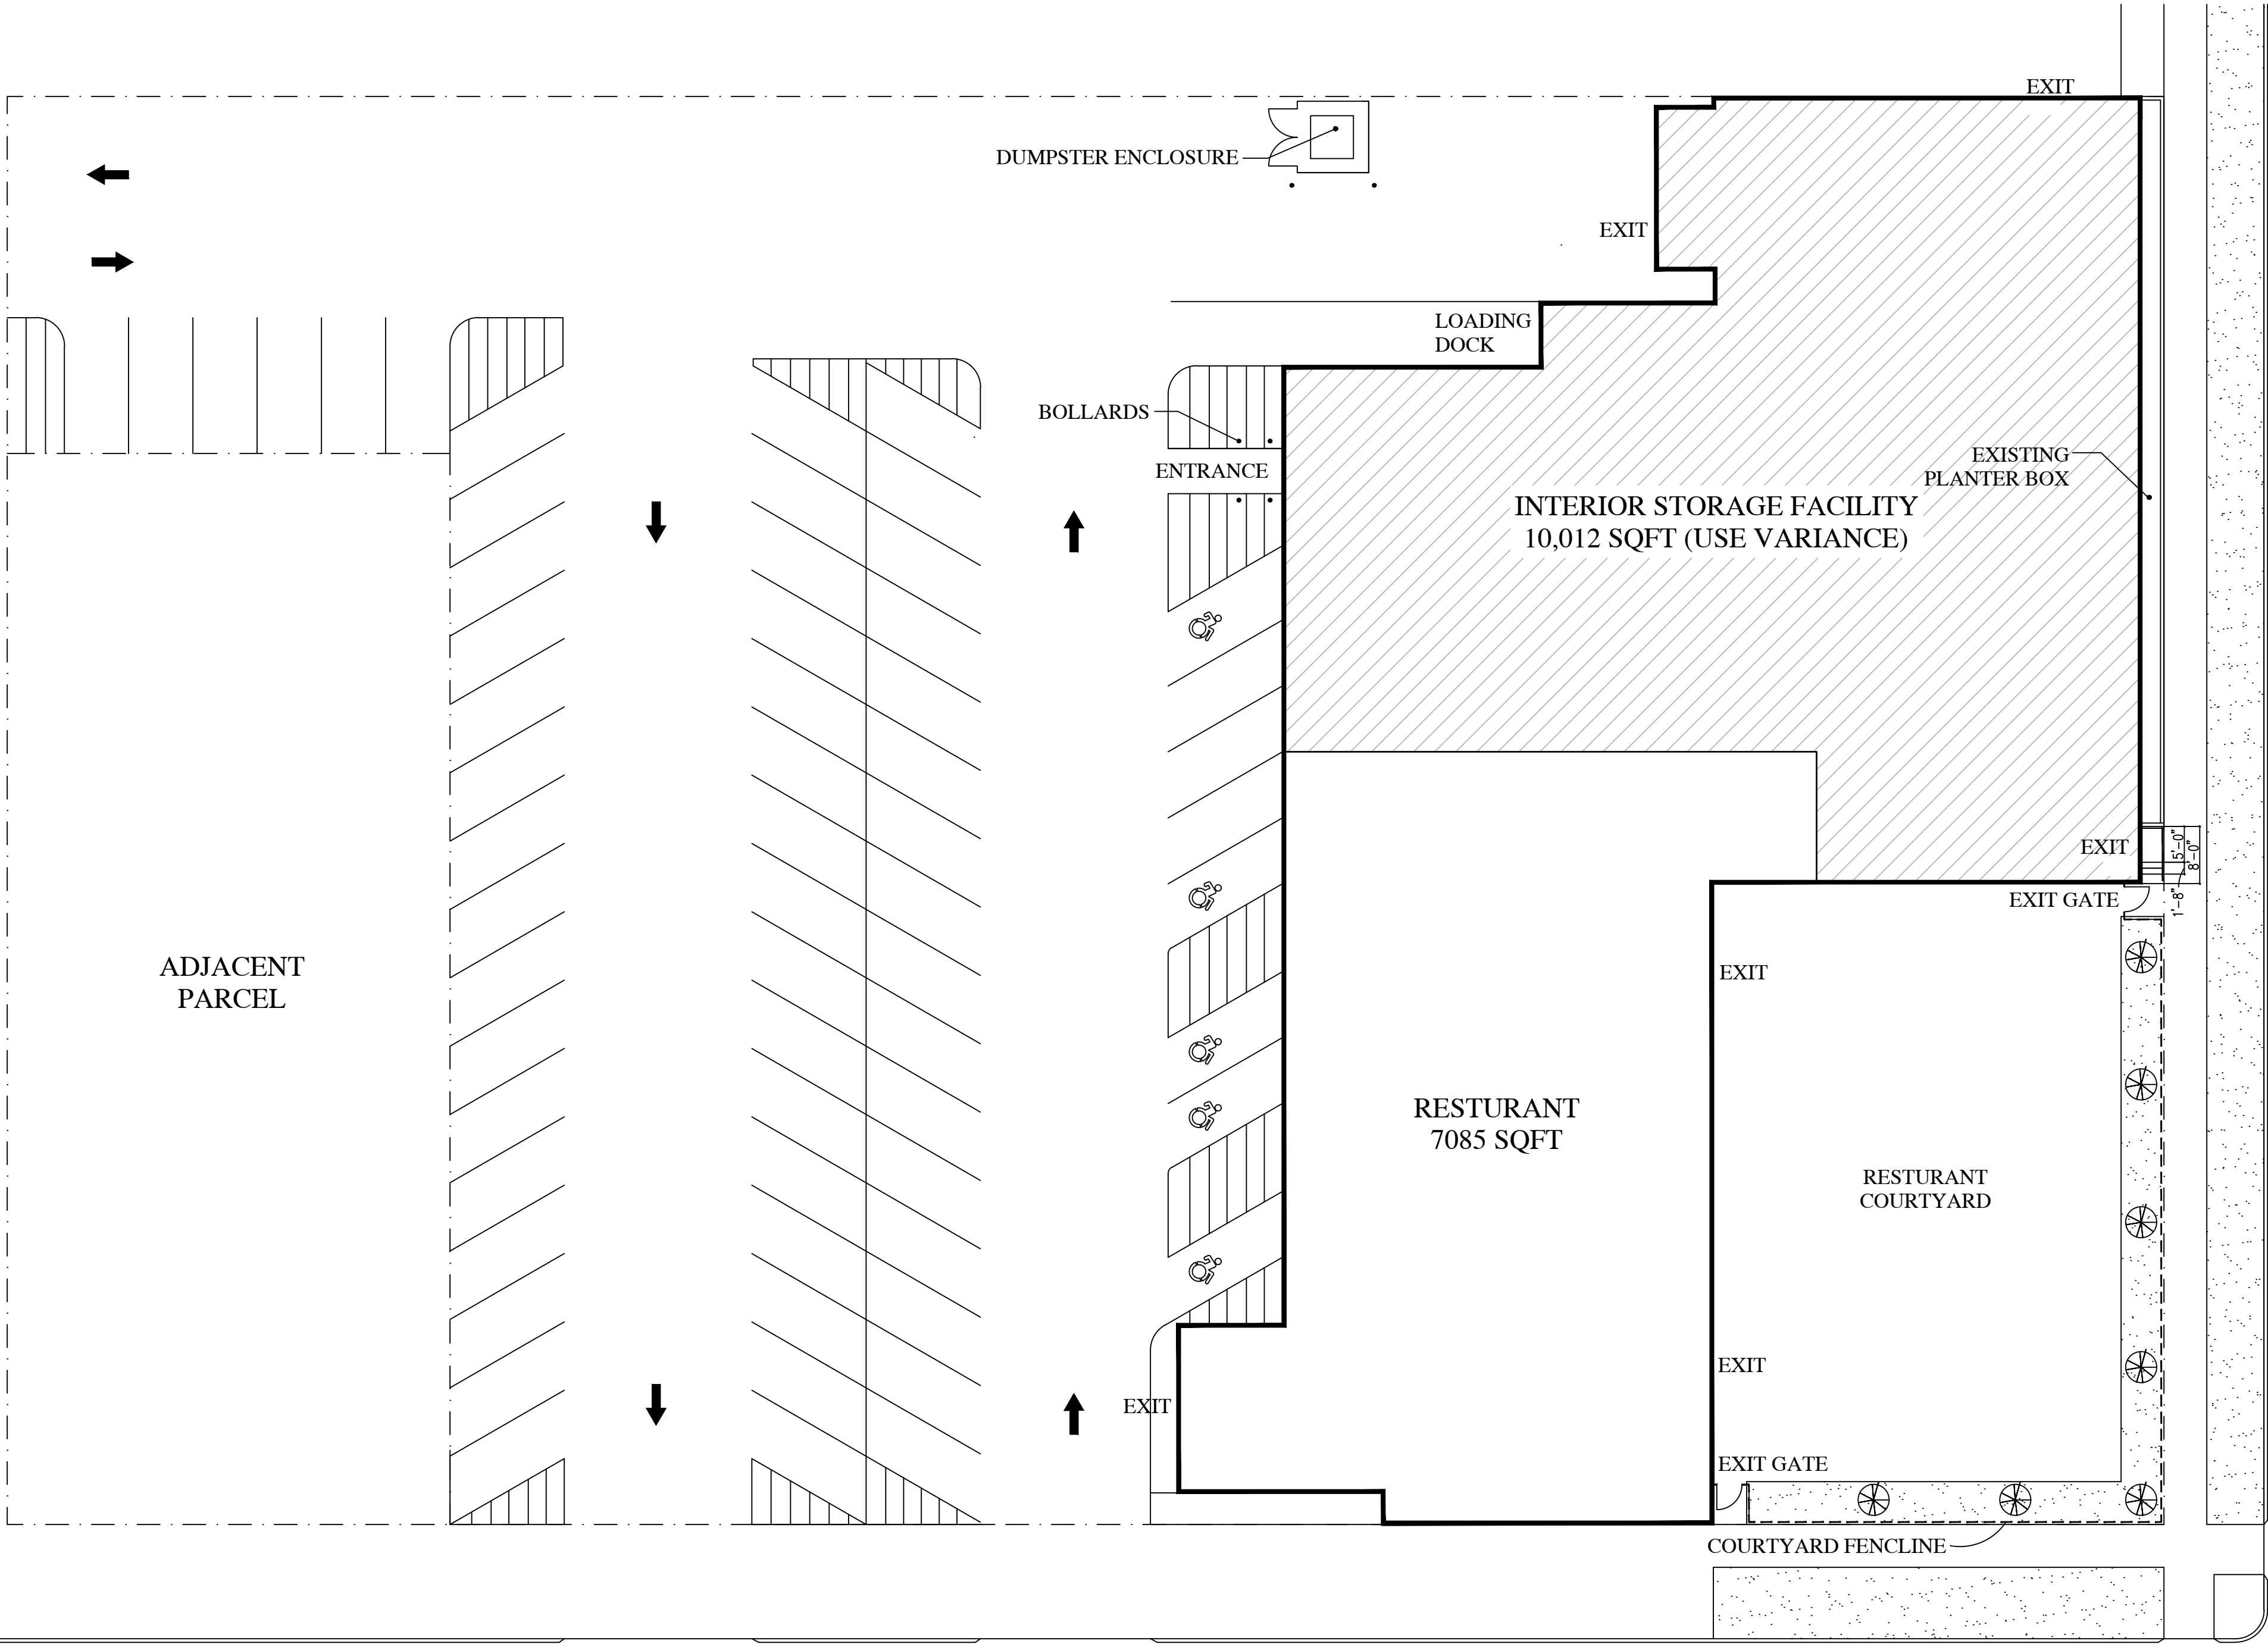 EXIT
DUMPSTER ENCLOSURE
EXIT
LOADING
DOCK
BOLLARDS
ENTRANCE
EXISTING
PLANTER BOX
INTERIOR STORAGE FACILITY
10,012 SQFT (USE VARIANCE)
EXIT
5'-0"
8'-0"
1'-8"
EXIT GATE
EXIT
ADJACENT
PARCEL
RESTURANT
7085 SQFT
RESTURANT
COURTYARD
EXIT
EXIT
EXIT GATE
COURTYARD FENCLINE